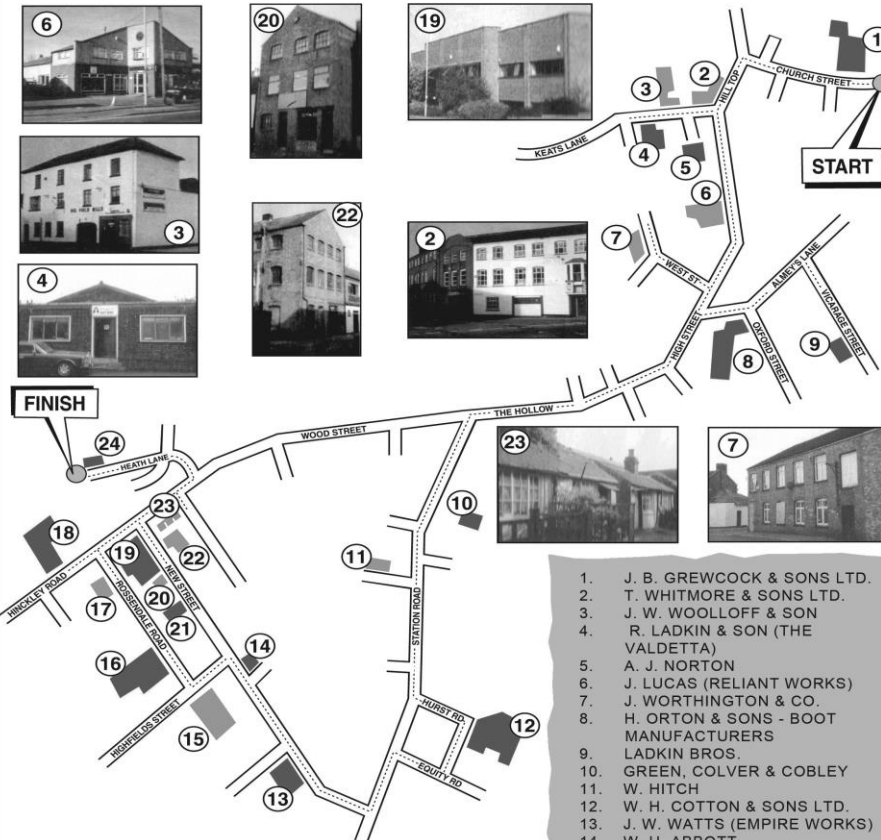 6
20
19
3
22
2
4
1
CHURCH STREET
START
HILL TOP
2
3
KEATS LANE
4
5
6
7
WEST ST
ALMEY'S LANE
VICARAGE STREET
HIGH STREET
OXFORD STREET
8
9
FINISH
THE HOLLOW
WOOD STREET
24
HEATH LANE
23
7
23
10
18
22
19
11
HINCKLEY ROAD
NEW STREET
STATION ROAD
17
ROSSENDALE ROAD
20
21
14
16
HURST RD.
12
HIGHFIELDS STREET
15
EQUITY RD
13
1. J. B. GREWCOCK & SONS LTD.
2. T. WHITMORE & SONS LTD.
3. J. W. WOOLLOFF & SON
4. R. LADKIN & SON (THE
VALDETTA)
5. A. J. NORTON
6. J. LUCAS (RELIANT WORKS)
7. J. WORTHINGTON & CO.
8. H. ORTON & SONS - BOOT
MANUFACTURERS
9. LADKIN BROS.
10. GREEN, COLVER & COBLEY
11. W. HITCH
12. W. H. COTTON & SONS LTD.
13. J. W. WATTS (EMPIRE WORKS)
14. W. H. ABBOTT